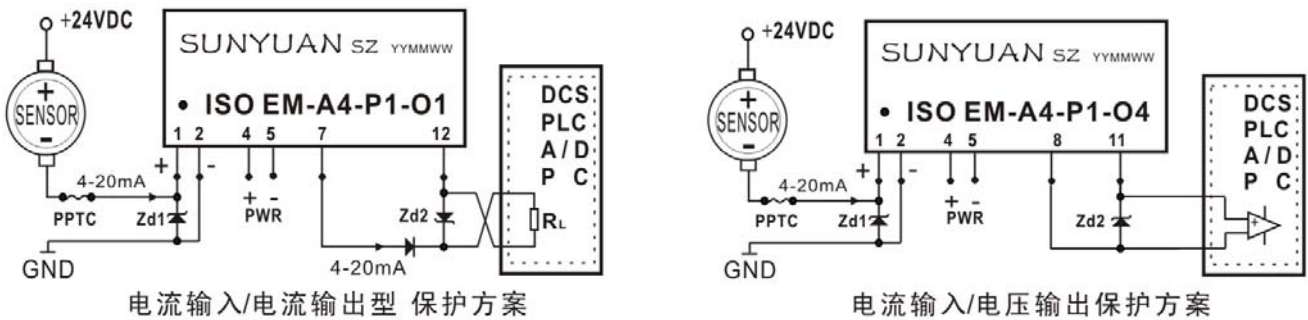 +24VDC
SUNYUAN SZ YYMMWW
ISO EM-A4-P1-O1
+
SENSOR
-
1 2 4 5 7 12
+ -
4-20mA
PPTC
Zd1
+ -
PWR
Zd2
4-20mA
GND
DCS
PLC
A/D
P C
RL
电流输入/电流输出型 保护方案
+24VDC
SUNYUAN SZ YYMMWW
ISO EM-A4-P1-O4
+
SENSOR
-
1 2 4 5 8 11
+ -
4-20mA
PPTC
Zd1
+ -
PWR
Zd2
GND
DCS
PLC
A/D
P C
+
电流输入/电压输出保护方案